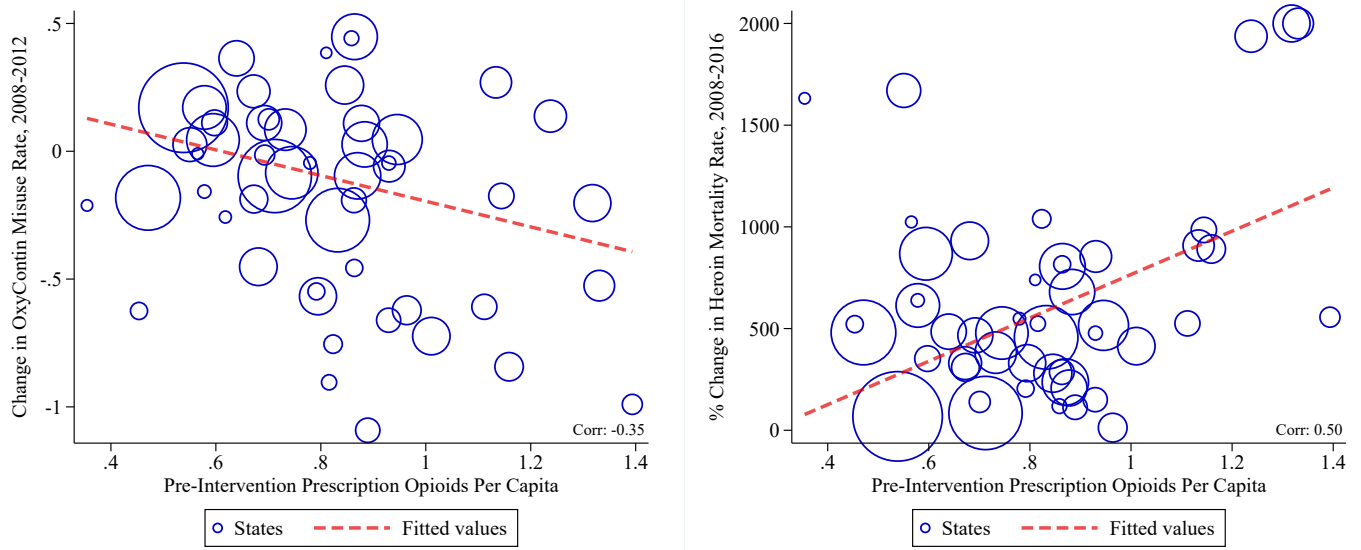 Change in OxyContin Misuse Rate, 2008-2012
.5
0
-.5
-1
.4 .6 .8 1 1.2 1.4
Corr: -0.35
Pre-Intervention Prescription Opioids Per Capita
States Fitted values
% Change in Heroin Mortality Rate, 2008-2016
2000
1500
1000
500
0
.4 .6 .8 1 1.2 1.4
Corr: 0.50
Pre-Intervention Prescription Opioids Per Capita
States Fitted values